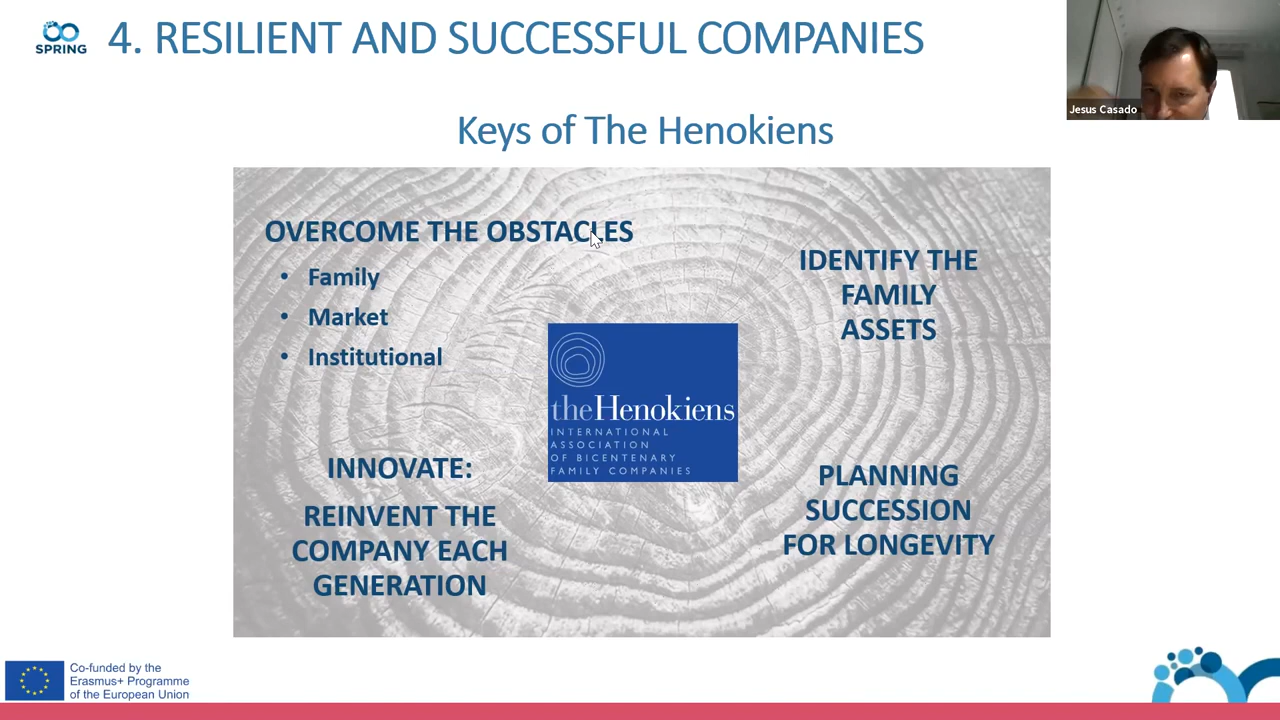 SPRING
4. RESILIENT AND SUCCESSFUL COMPANIES
Jesus Casado
Keys of The Henokiens
OVERCOME THE OBSTACLES
• Family
• Market
• Institutional
IDENTIFY THE
FAMILY
ASSETS
theHenokiens
INTERNATIONAL
ASSOCIATION
OF BICENTENARY
FAMILY COMPANIES
INNOVATE:
REINVENT THE
COMPANY EACH
GENERATION
PLANNING
SUCCESSION
FOR LONGEVITY
Co-funded by the
Erasmus+ Programme
of the European Union